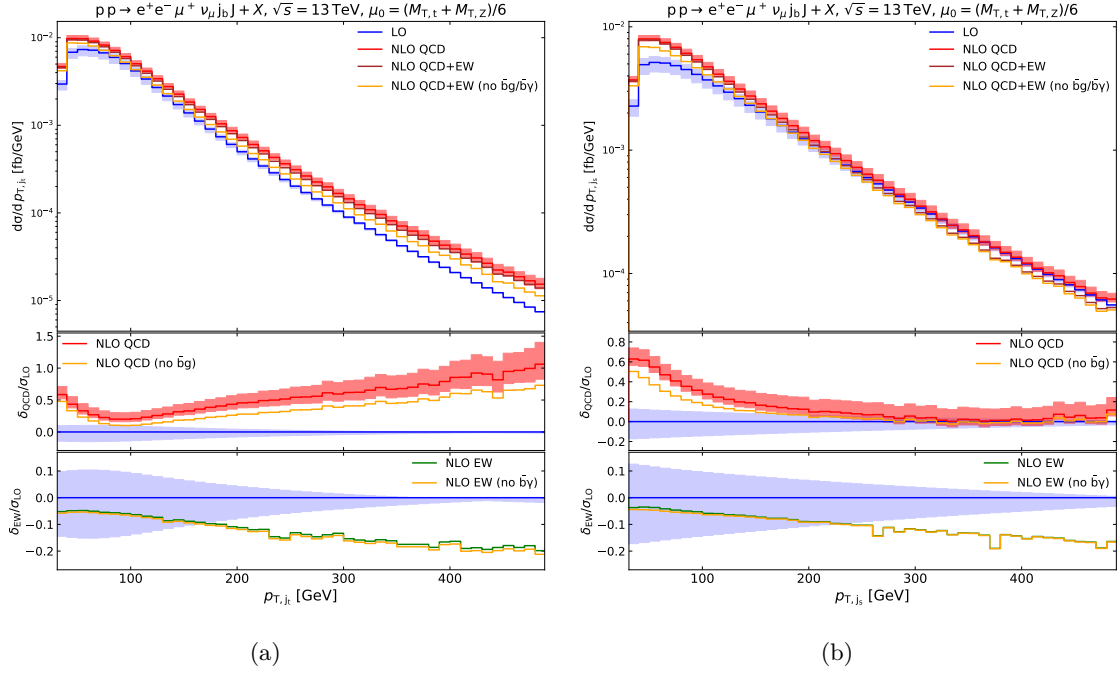 p p → e⁺e⁻ μ⁺ ν_μ j_b J + X, √s = 13 TeV, μ₀ = (M_T,t + M_T,Z)/6
LO
NLO QCD
NLO QCD+EW
NLO QCD+EW (no b̄g/b̄γ)
dσ/dp_T,jt [fb/GeV]
10⁻²
10⁻³
10⁻⁴
10⁻⁵
NLO QCD
NLO QCD (no b̄g)
δ_QCD/σ_LO
1.5
1.0
0.5
0.0
NLO EW
NLO EW (no b̄γ)
δ_EW/σ_LO
0.1
0.0
−0.1
−0.2
100 200 300 400
p_T,jt [GeV]
(a)
p p → e⁺e⁻ μ⁺ ν_μ j_b J + X, √s = 13 TeV, μ₀ = (M_T,t + M_T,Z)/6
LO
NLO QCD
NLO QCD+EW
NLO QCD+EW (no b̄g/b̄γ)
dσ/dp_T,js [fb/GeV]
10⁻²
10⁻³
10⁻⁴
NLO QCD
NLO QCD (no b̄g)
δ_QCD/σ_LO
0.8
0.6
0.4
0.2
0.0
−0.2
NLO EW
NLO EW (no b̄γ)
δ_EW/σ_LO
0.1
0.0
−0.1
−0.2
100 200 300 400
p_T,js [GeV]
(b)